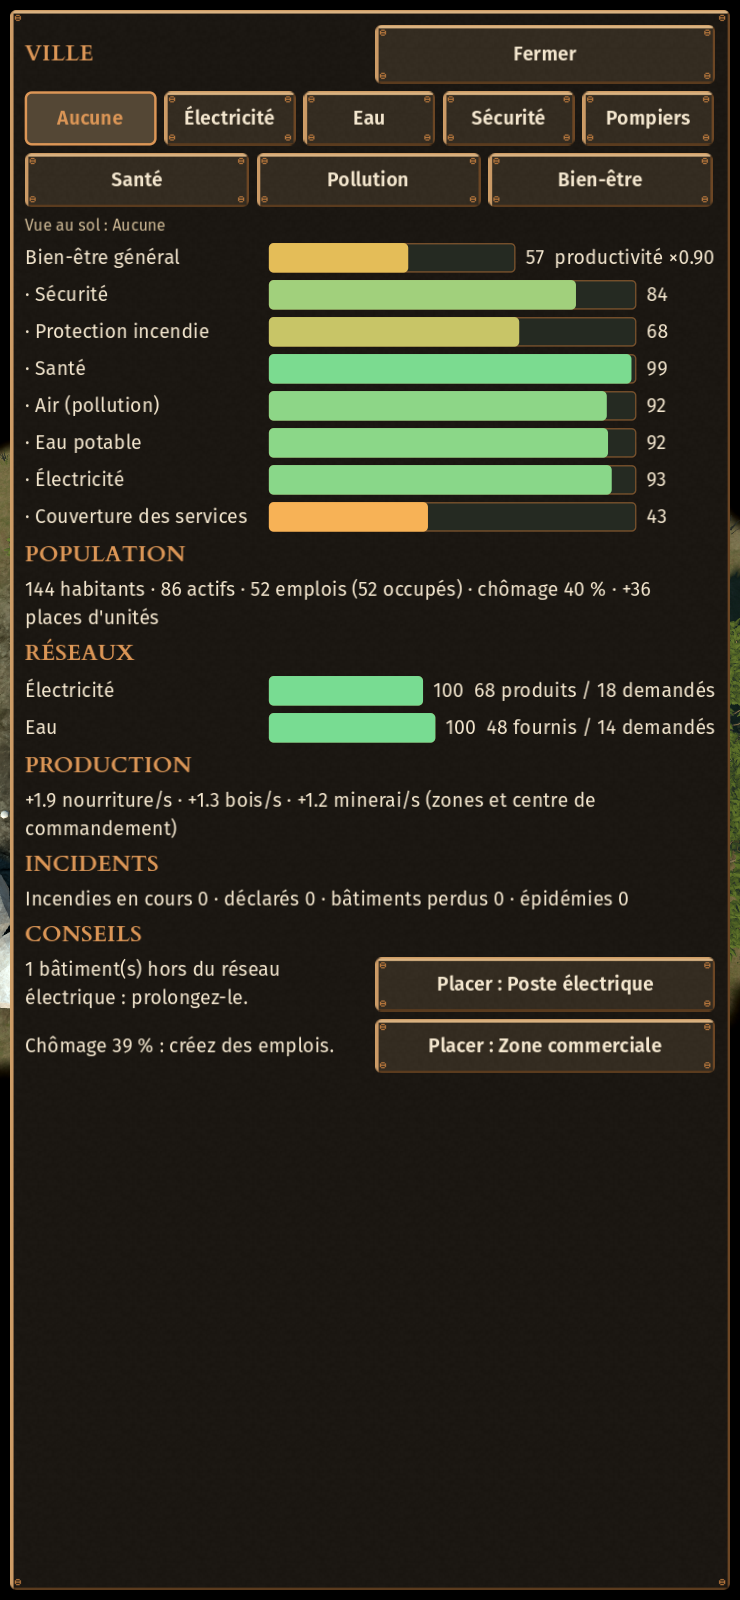 VILLE
Fermer
Aucune
Électricité
Eau
Sécurité
Pompiers
Santé
Pollution
Bien-être
Vue au sol : Aucune
Bien-être général 57 productivité ×0.90
· Sécurité 84
· Protection incendie 68
· Santé 99
· Air (pollution) 92
· Eau potable 92
· Électricité 93
· Couverture des services 43
POPULATION
144 habitants · 86 actifs · 52 emplois (52 occupés) · chômage 40 % · +36
places d'unités
RÉSEAUX
Électricité 100 68 produits / 18 demandés
Eau 100 48 fournis / 14 demandés
PRODUCTION
+1.9 nourriture/s · +1.3 bois/s · +1.2 minerai/s (zones et centre de
commandement)
INCIDENTS
Incendies en cours 0 · déclarés 0 · bâtiments perdus 0 · épidémies 0
CONSEILS
1 bâtiment(s) hors du réseau
électrique : prolongez-le.
Placer : Poste électrique
Chômage 39 % : créez des emplois.
Placer : Zone commerciale